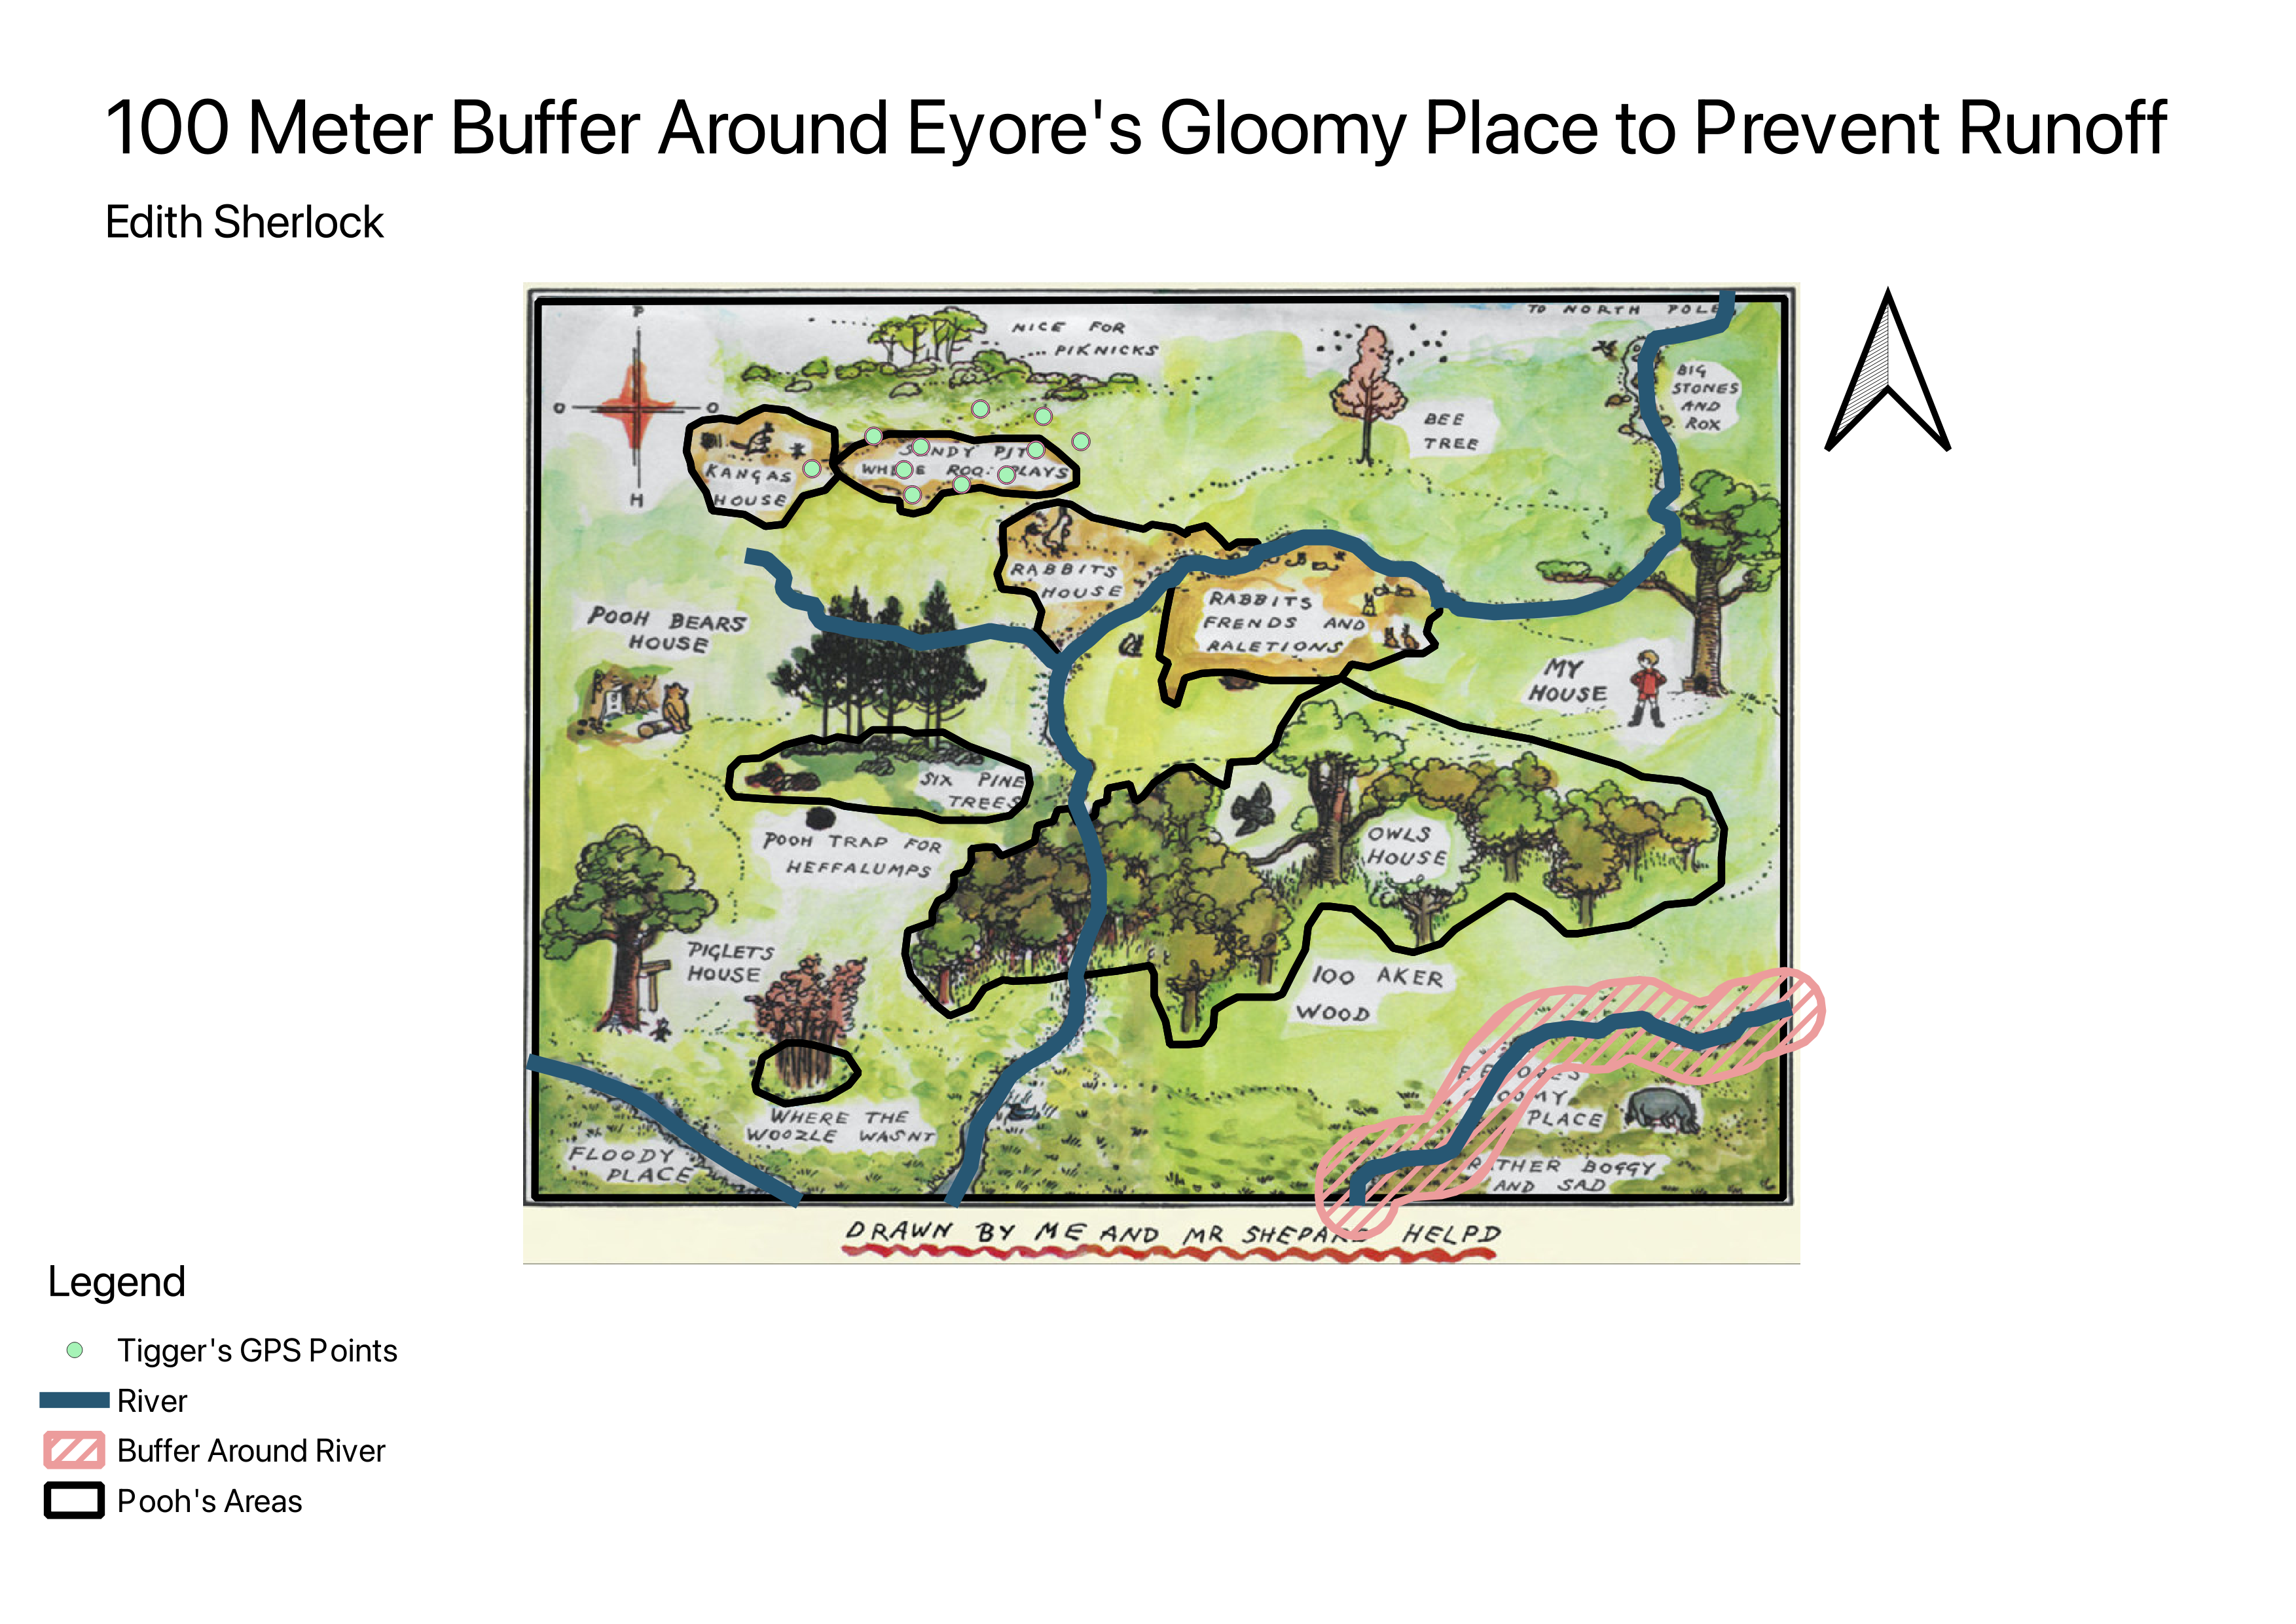 100 Meter Buffer Around Eyore's Gloomy Place to Prevent Runoff
Edith Sherlock
P
O
O
H
NICE FOR
PIKNICKS
TO NORTH POLE
BIG
STONES
AND
ROX
BEE
TREE
KANGAS
HOUSE
SANDY PIT
WHERE ROO PLAYS
RABBITS
HOUSE
RABBITS
FRENDS AND
RALETIONS
POOH BEARS
HOUSE
MY
HOUSE
SIX PINE
TREES
POOH TRAP FOR
HEFFALUMPS
OWLS
HOUSE
PIGLETS
HOUSE
100 AKER
WOOD
EEYORES
GLOOMY
PLACE
WHERE THE
WOOZLE WASNT
FLOODY
PLACE
RATHER BOGGY
AND SAD
DRAWN BY ME AND MR SHEPARD HELPD
Legend
Tigger's GPS Points
River
Buffer Around River
Pooh's Areas